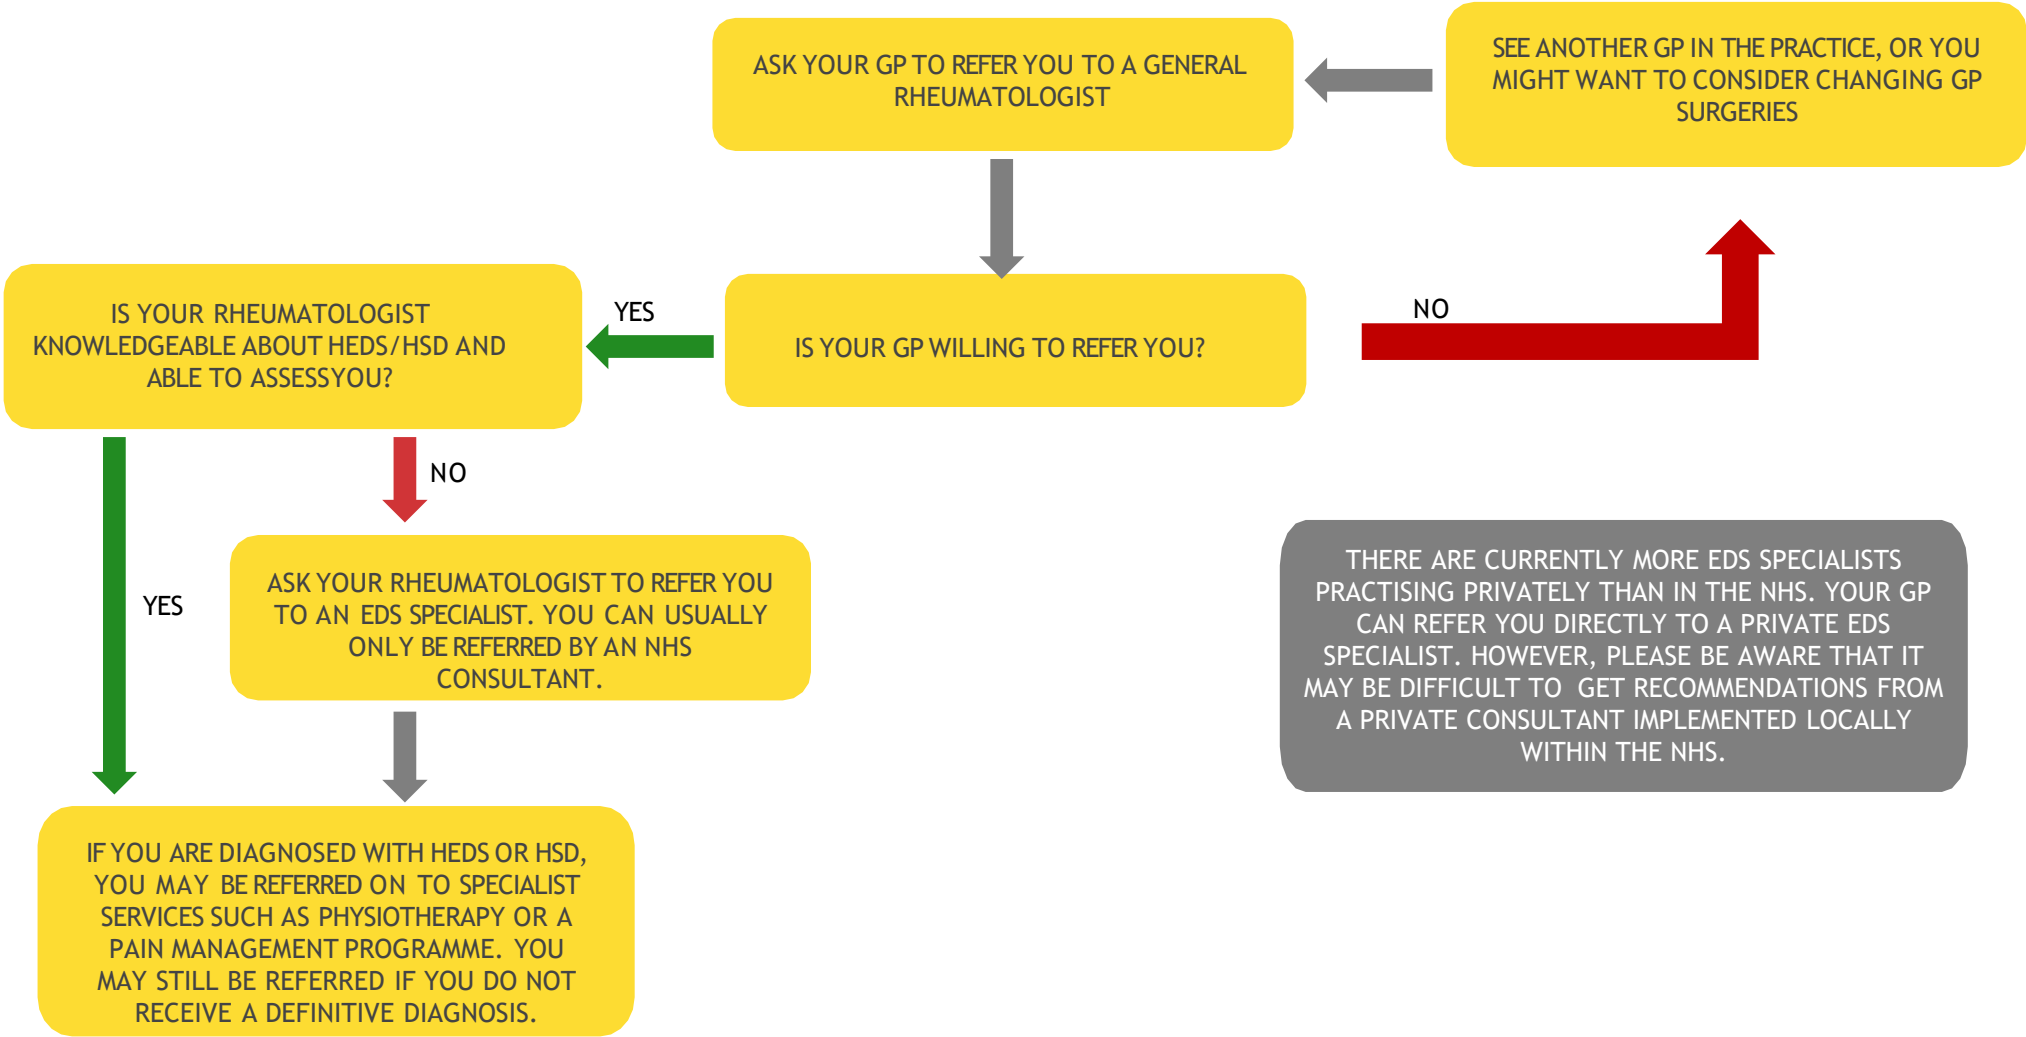 ASK YOUR GP TO REFER YOU TO A GENERAL
RHEUMATOLOGIST
SEE ANOTHER GP IN THE PRACTICE, OR YOU
MIGHT WANT TO CONSIDER CHANGING GP
SURGERIES
IS YOUR GP WILLING TO REFER YOU?
NO
YES
IS YOUR RHEUMATOLOGIST
KNOWLEDGEABLE ABOUT HEDS/HSD AND
ABLE TO ASSESSYOU?
NO
YES
ASK YOUR RHEUMATOLOGIST TO REFER YOU
TO AN EDS SPECIALIST. YOU CAN USUALLY
ONLY BE REFERRED BY AN NHS
CONSULTANT.
IF YOU ARE DIAGNOSED WITH HEDS OR HSD,
YOU MAY BE REFERRED ON TO SPECIALIST
SERVICES SUCH AS PHYSIOTHERAPY OR A
PAIN MANAGEMENT PROGRAMME. YOU
MAY STILL BE REFERRED IF YOU DO NOT
RECEIVE A DEFINITIVE DIAGNOSIS.
THERE ARE CURRENTLY MORE EDS SPECIALISTS
PRACTISING PRIVATELY THAN IN THE NHS. YOUR GP
CAN REFER YOU DIRECTLY TO A PRIVATE EDS
SPECIALIST. HOWEVER, PLEASE BE AWARE THAT IT
MAY BE DIFFICULT TO GET RECOMMENDATIONS FROM
A PRIVATE CONSULTANT IMPLEMENTED LOCALLY
WITHIN THE NHS.